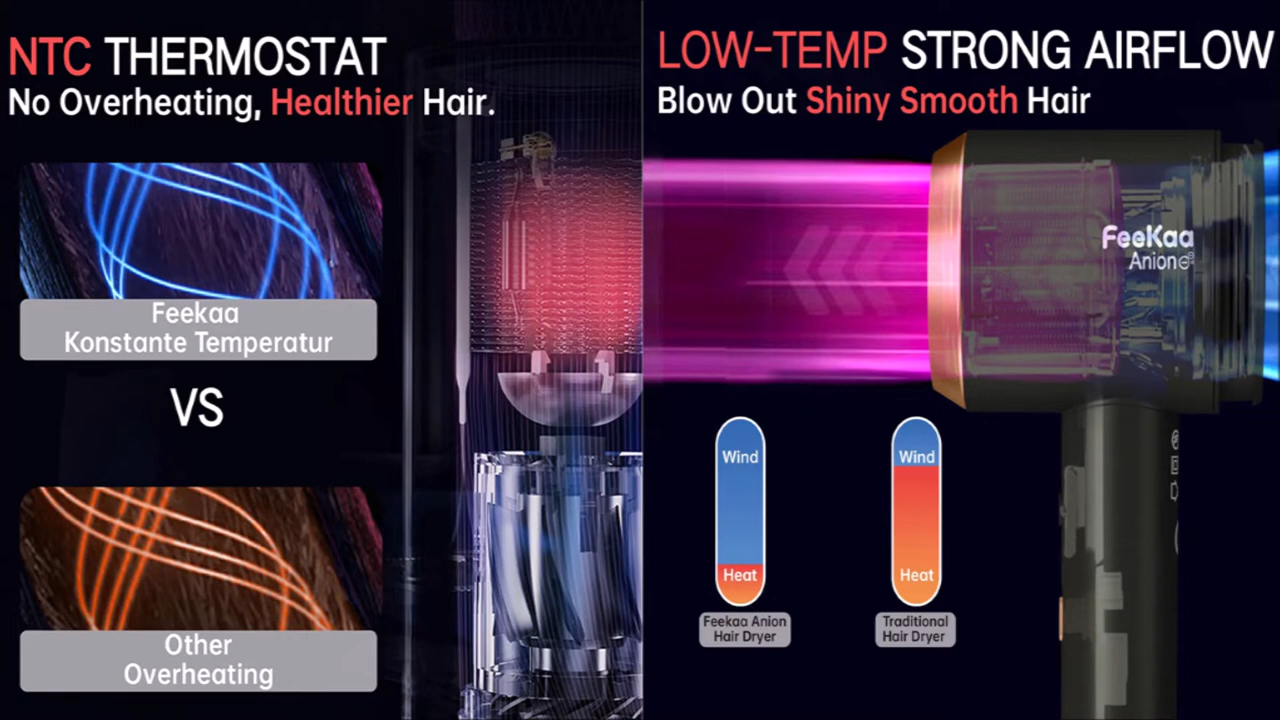 NTC THERMOSTAT
No Overheating, Healthier Hair.
Feekaa
Konstante Temperatur
VS
Other
Overheating
LOW-TEMP STRONG AIRFLOW
Blow Out Shiny Smooth Hair
FeeKaa
Anion
Wind
Heat
Feekaa Anion
Hair Dryer
Wind
Heat
Traditional
Hair Dryer